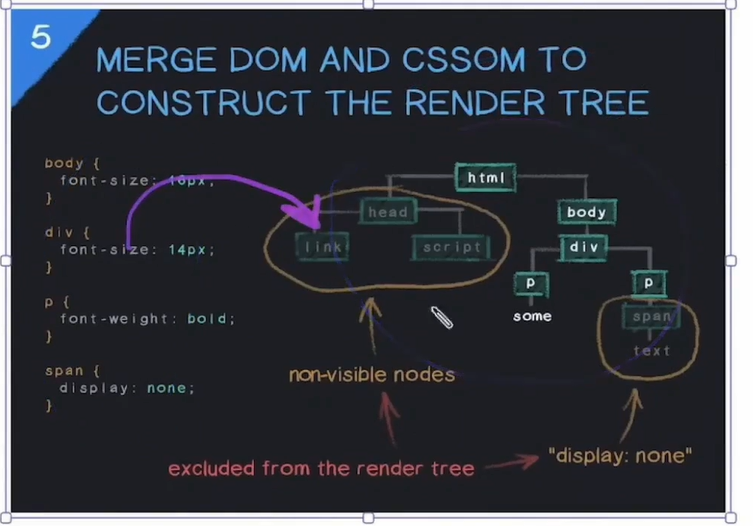 5
MERGE DOM AND CSSOM TO
CONSTRUCT THE RENDER TREE
body {
font-size: 16px;
}
div {
font-size: 14px;
}
p {
font-weight: bold;
}
span {
display: none;
}
html
head
body
link
script
div
p
p
some
span
text
non-visible nodes
excluded from the render tree
"display: none"